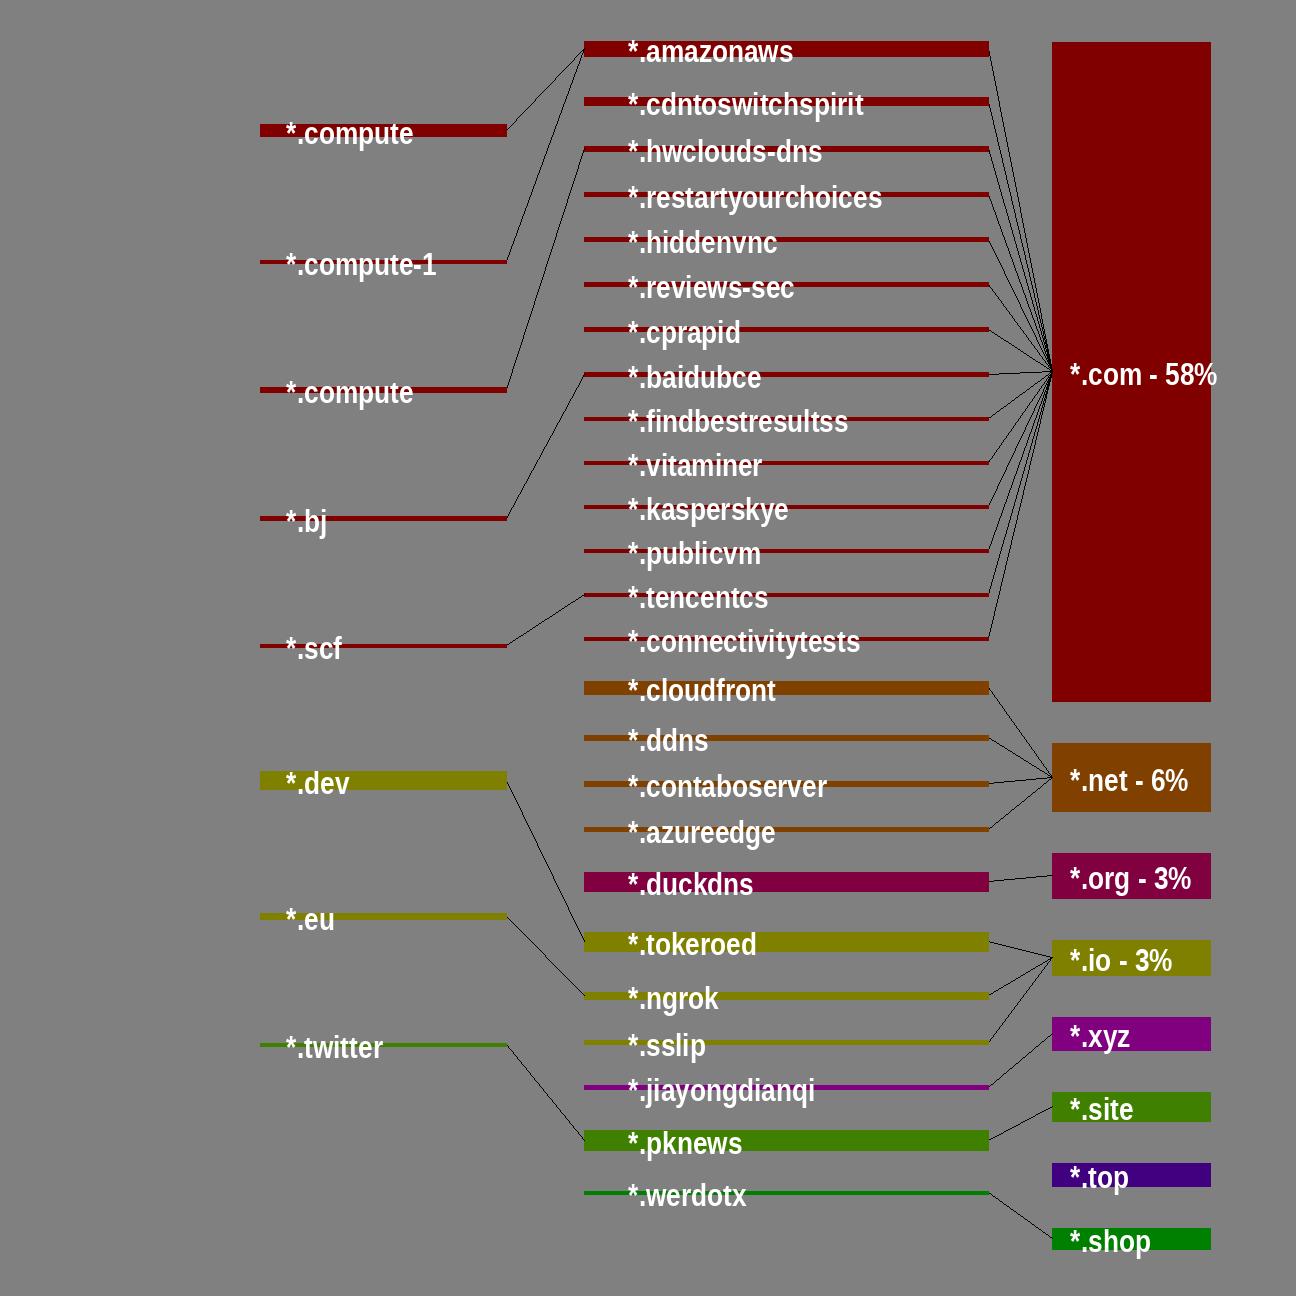 *.compute
*.compute-1
*.compute
*.bj
*.scf
*.dev
*.eu
*.twitter
*.amazonaws
*.cdntoswitchspirit
*.hwclouds-dns
*.restartyourchoices
*.hiddenvnc
*.reviews-sec
*.cprapid
*.baidubce
*.findbestresultss
*.vitaminer
*.kasperskye
*.publicvm
*.tencentcs
*.connectivitytests
*.cloudfront
*.ddns
*.contaboserver
*.azureedge
*.duckdns
*.tokeroed
*.ngrok
*.sslip
*.jiayongdianqi
*.pknews
*.werdotx
*.com - 58%
*.net - 6%
*.org - 3%
*.io - 3%
*.xyz
*.site
*.top
*.shop